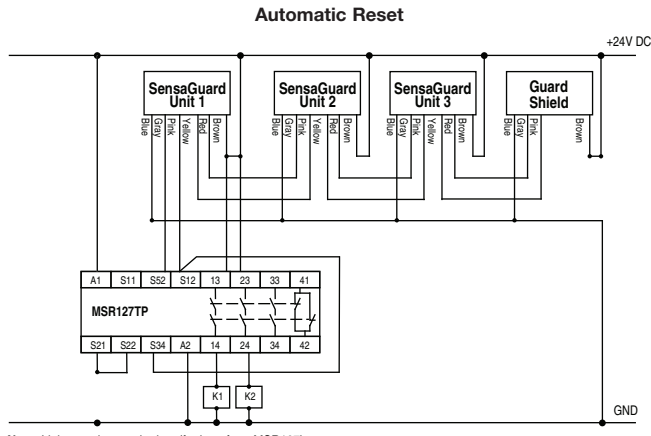 Automatic Reset
+24V DC
SensaGuard
Unit 1
SensaGuard
Unit 2
SensaGuard
Unit 3
Guard
Shield
Blue
Gray
Pink
Yellow
Red
Brown
Blue
Gray
Pink
Yellow
Red
Brown
Blue
Gray
Pink
Yellow
Red
Brown
Blue
Gray
Pink
Brown
A1 S11 S52 S12 13 23 33 41
MSR127TP
S21 S22 S34 A2 14 24 34 42
K1 K2
GND